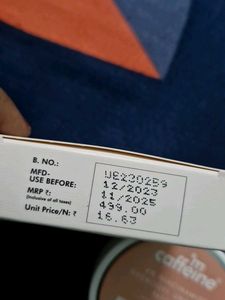 B. NO.: UE230259
MFD- 12/2023
USE BEFORE: 11/2025
MRP ₹: 499.00
(Inclusive of all taxes)
Unit Price/N: ₹ 16.63
m
caffeine